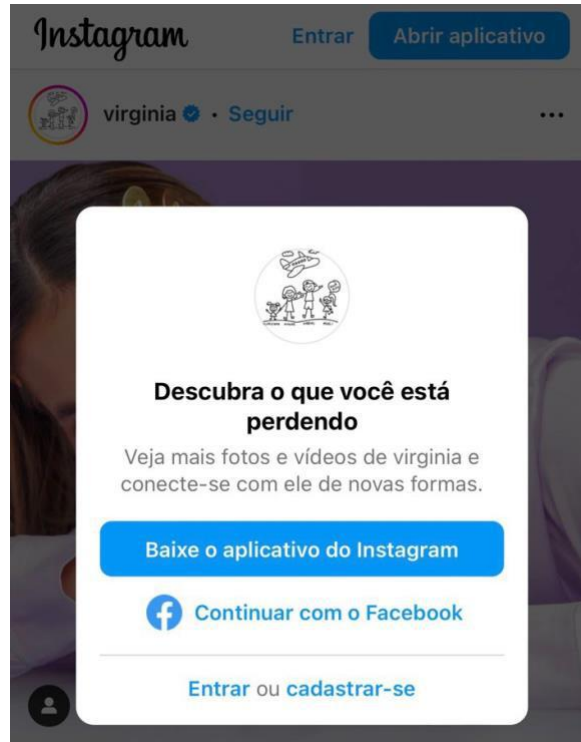 Instagram Entrar Abrir aplicativo
virginia • Seguir
Descubra o que você está
perdendo
Veja mais fotos e vídeos de virginia e
conecte-se com ele de novas formas.
Baixe o aplicativo do Instagram
Continuar com o Facebook
Entrar ou cadastrar-se